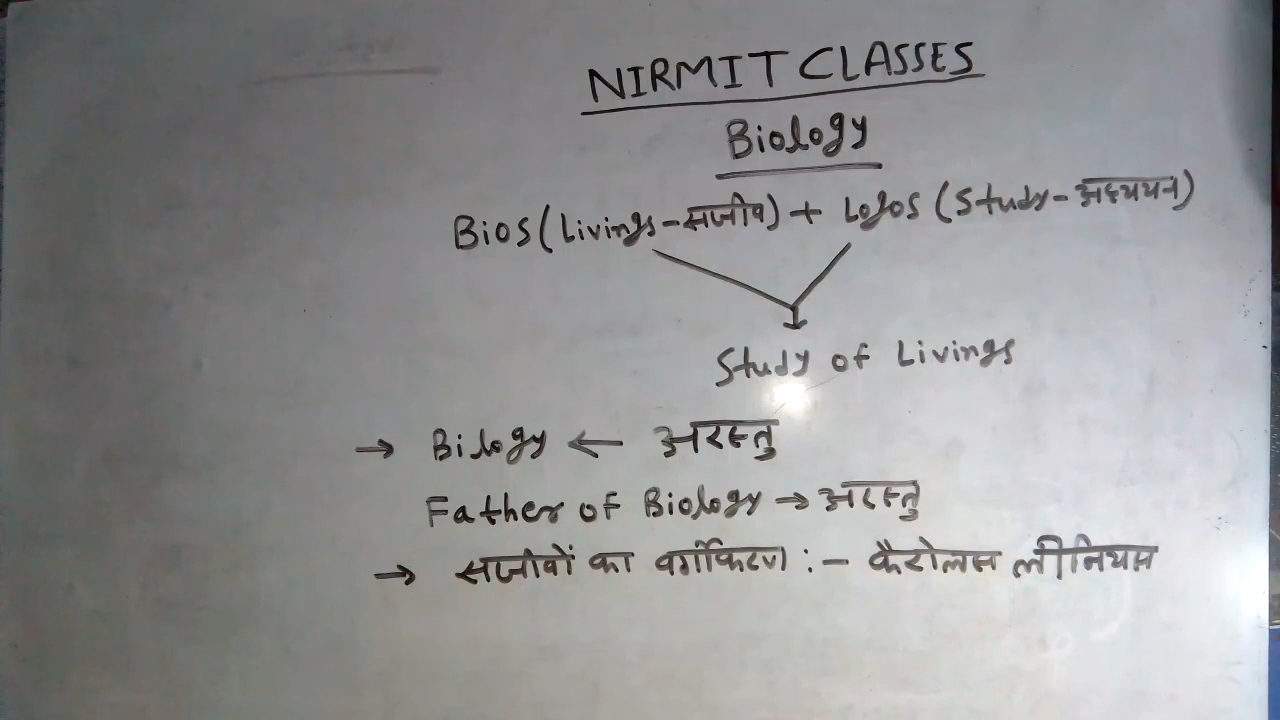 NIRMIT CLASSES
Biology
Bios (Livings-सजीव) + Logos (Study-अध्ययन)
Study of Livings
→ Bilogy ← अरस्तु
Father of Biology → अरस्तु
→ सजीवों का वर्गीकरण :- कैरोलस लीनियस